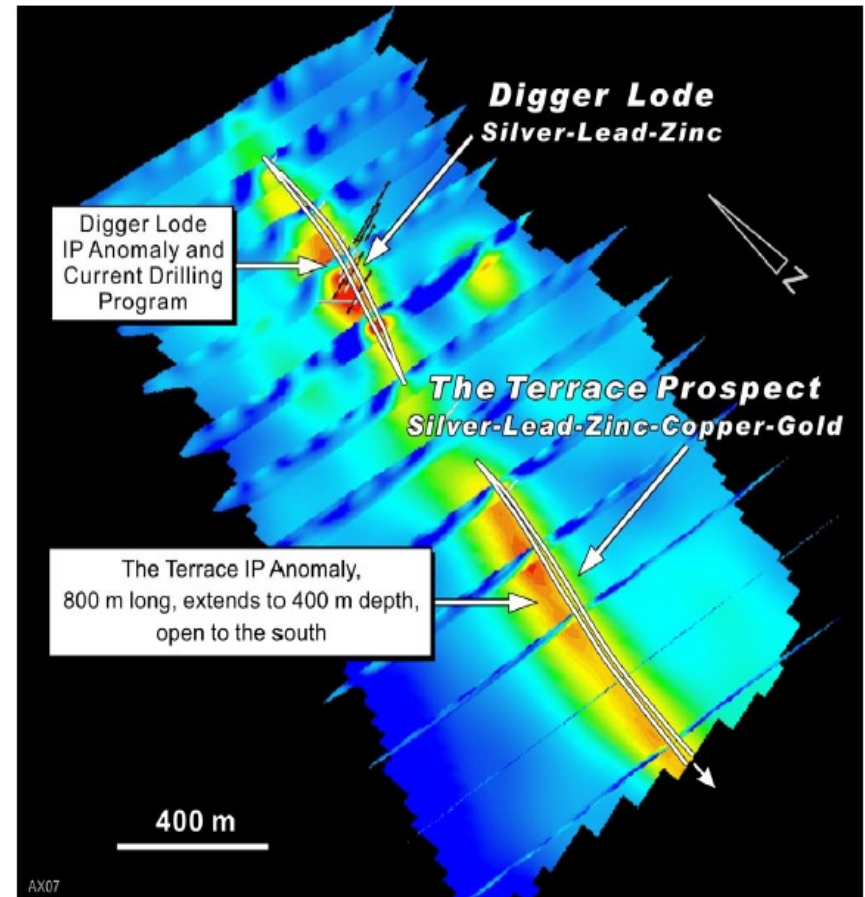 Digger Lode
Silver-Lead-Zinc
Digger Lode
IP Anomaly and
Current Drilling
Program
N
The Terrace Prospect
Silver-Lead-Zinc-Copper-Gold
The Terrace IP Anomaly,
800 m long, extends to 400 m depth,
open to the south
400 m
AX07